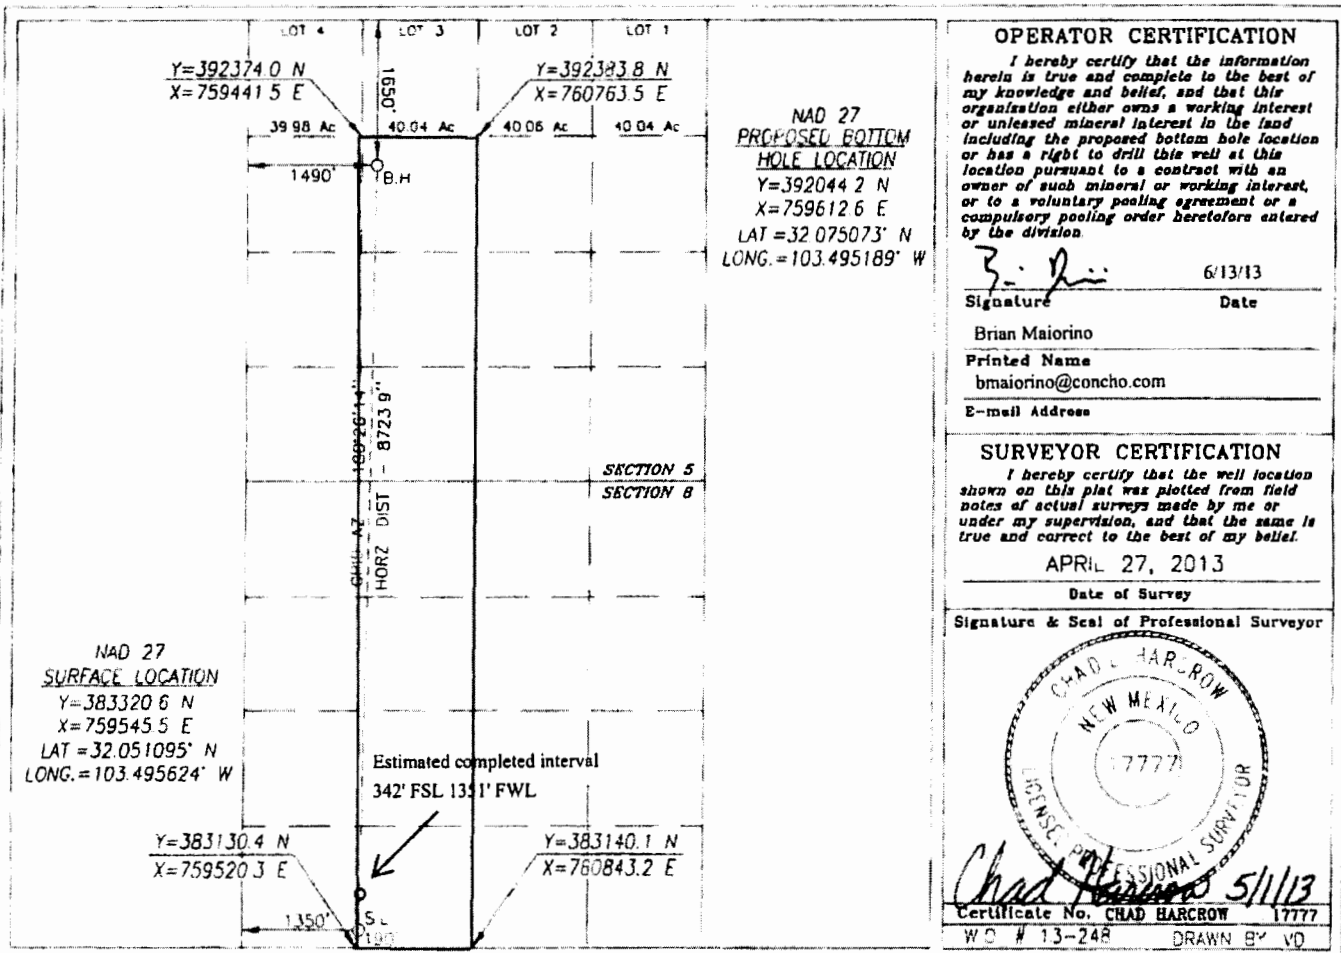 LOT 4
LOT 3
LOT 2
LOT 1
Y=392374.0 N
X=759441.5 E
1650'
Y=392383.8 N
X=760763.5 E
39.98 Ac
40.04 Ac
40.06 Ac
40.04 Ac
1490'
B.H
NAD 27
PROPOSED BOTTOM
HOLE LOCATION
Y=392044.2 N
X=759612.6 E
LAT.=32.075073° N
LONG.=103.495189° W
HORZ DIST - 8723.9'
SECTION 5
SECTION 8
NAD 27
SURFACE LOCATION
Y=383320.6 N
X=759545.5 E
LAT.=32.051095° N
LONG.=103.495624° W
Estimated completed interval
342' FSL 1351' FWL
Y=383130.4 N
X=759520.3 E
Y=383140.1 N
X=760843.2 E
1350'
S.L.
190'
OPERATOR CERTIFICATION
I hereby certify that the information
herein is true and complete to the best of
my knowledge and belief, and that this
organization either owns a working interest
or unleased mineral interest in the land
including the proposed bottom hole location
or has a right to drill this well at this
location pursuant to a contract with an
owner of such mineral or working interest,
or to a voluntary pooling agreement or a
compulsory pooling order heretofore entered
by the division.
6/13/13
Signature Date
Brian Maiorino
Printed Name
bmaiorino@concho.com
E-mail Address
SURVEYOR CERTIFICATION
I hereby certify that the well location
shown on this plat was plotted from field
notes of actual surveys made by me or
under my supervision, and that the same is
true and correct to the best of my belief.
APRIL 27, 2013
Date of Survey
Signature & Seal of Professional Surveyor
CHAD L HARCROW
NEW MEXICO
17777
LICENSED PROFESSIONAL SURVEYOR
Chad Harcrow 5/1/13
Certificate No. CHAD HARCROW 17777
W.O. # 13-248 DRAWN BY VD